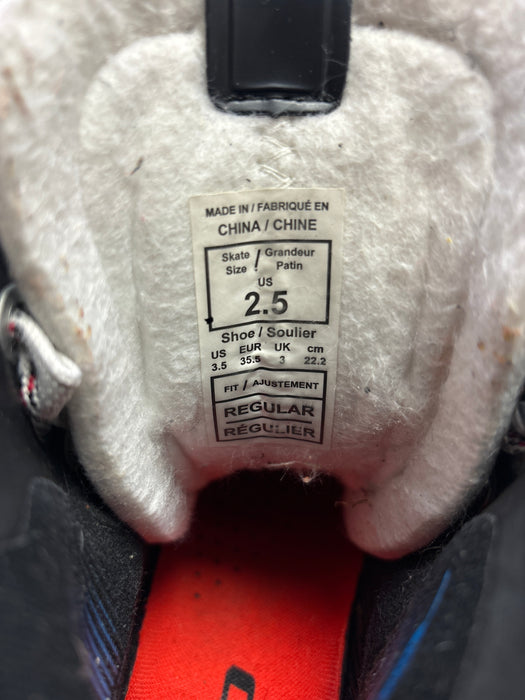 MADE IN / FABRIQUÉ EN
CHINA / CHINE
Skate / Grandeur
Size / Patin
US
2.5
Shoe / Soulier
US EUR UK cm
3.5 35.5 3 22.2
FIT / AJUSTEMENT
REGULAR
RÉGULIER